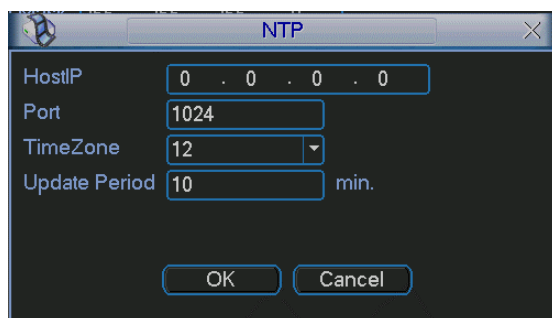 NTP
HostIP 0 . 0 . 0 . 0
Port 1024
TimeZone 12
Update Period 10 min.
OK Cancel